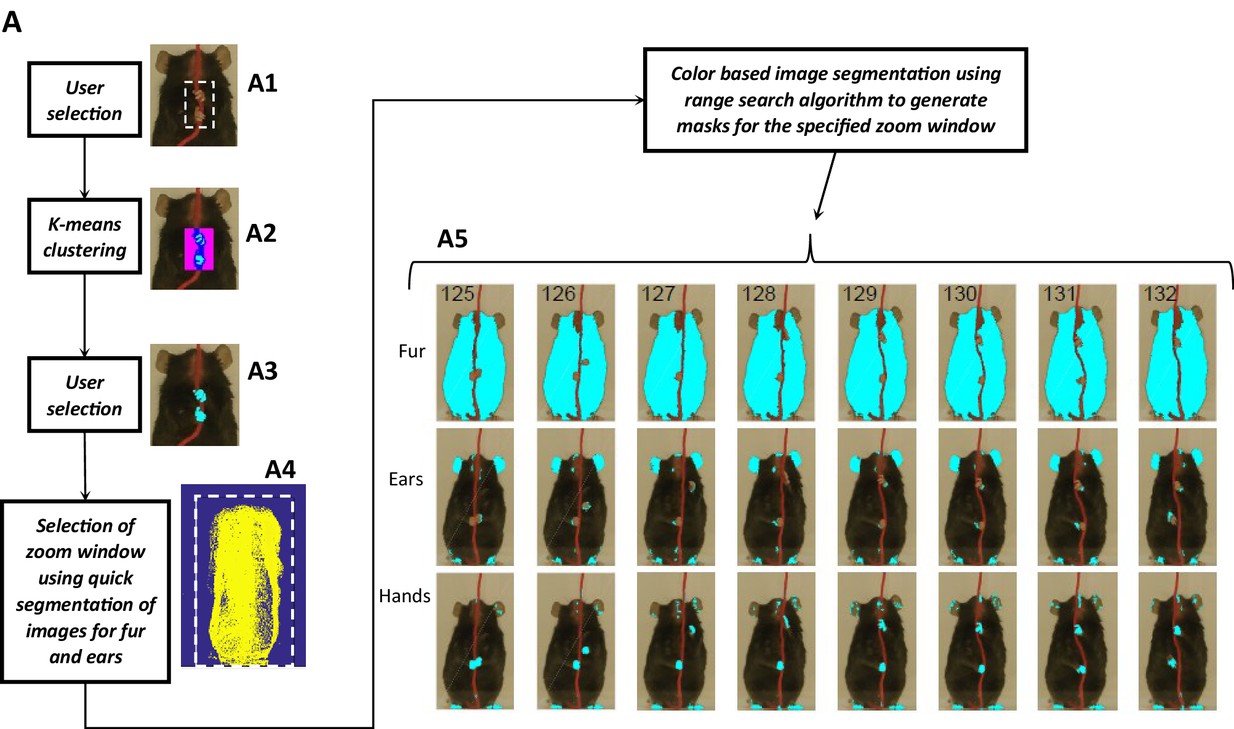 A
User
selection
A1
K-means
clustering
A2
User
selection
A3
Selection of
zoom window
using quick
segmentation of
images for fur
and ears
A4
Color based image segmentation using
range search algorithm to generate
masks for the specified zoom window
A5
125 126 127 128 129 130 131 132
Fur
Ears
Hands